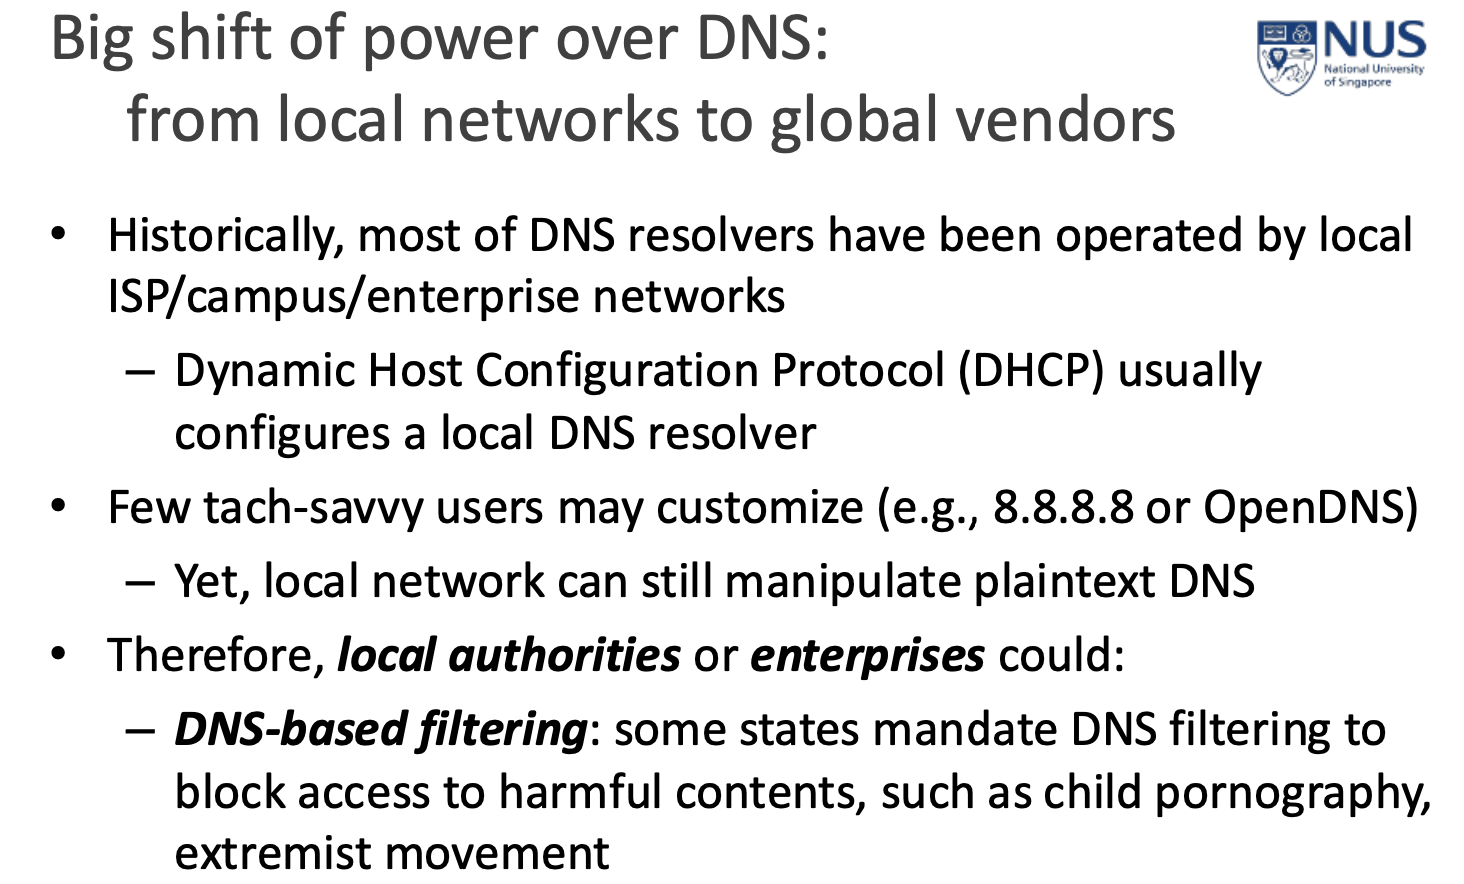 Big shift of power over DNS:
from local networks to global vendors
NUS
National University
of Singapore
• Historically, most of DNS resolvers have been operated by local
ISP/campus/enterprise networks
– Dynamic Host Configuration Protocol (DHCP) usually
configures a local DNS resolver
• Few tach-savvy users may customize (e.g., 8.8.8.8 or OpenDNS)
– Yet, local network can still manipulate plaintext DNS
• Therefore, local authorities or enterprises could:
– DNS-based filtering: some states mandate DNS filtering to
block access to harmful contents, such as child pornography,
extremist movement